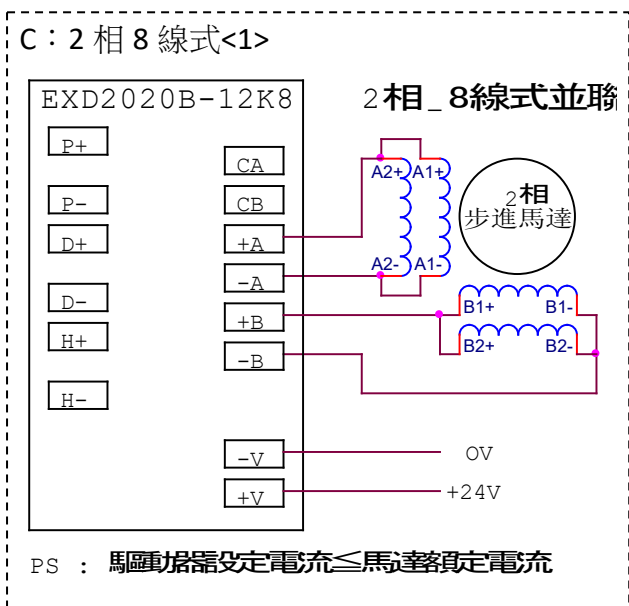 C：2 相 8 線式<1>
EXD2020B-12K8
2相_8線式並聯
P+
CA
A2+
A1+
P-
CB
2相
步進馬達
D+
+A
-A
A2-
A1-
D-
+B
B1+
B1-
H+
-B
B2+
B2-
H-
-V
0V
+V
+24V
PS : 驅動器設定電流≦馬達額定電流